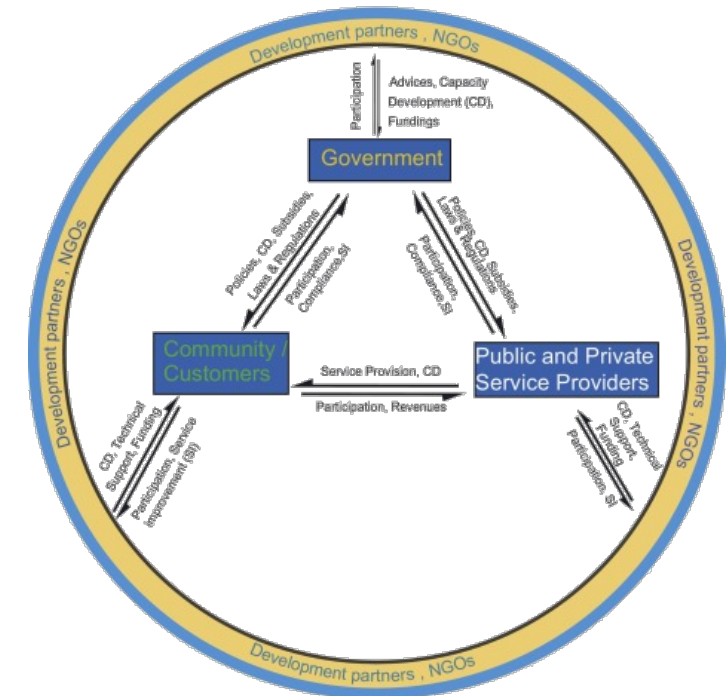 Development partners , NGOs
Participation
Advices, Capacity
Development (CD),
Fundings
Government
Policies, CD, Subsidies,
Laws & Regulations
Participation,
Compliance,SI
Policies, CD, Subsidies,
Laws & Regulations
Participation,
Compliance,SI
Development partners , NGOs
Development partners , NGOs
Community /
Customers
Service Provision, CD
Participation, Revenues
Public and Private
Service Providers
CD, Technical
Support, Funding
Participation, Service
improvement (SI)
CD, Technical
Support,
Funding
Participation, SI
Development partners , NGOs